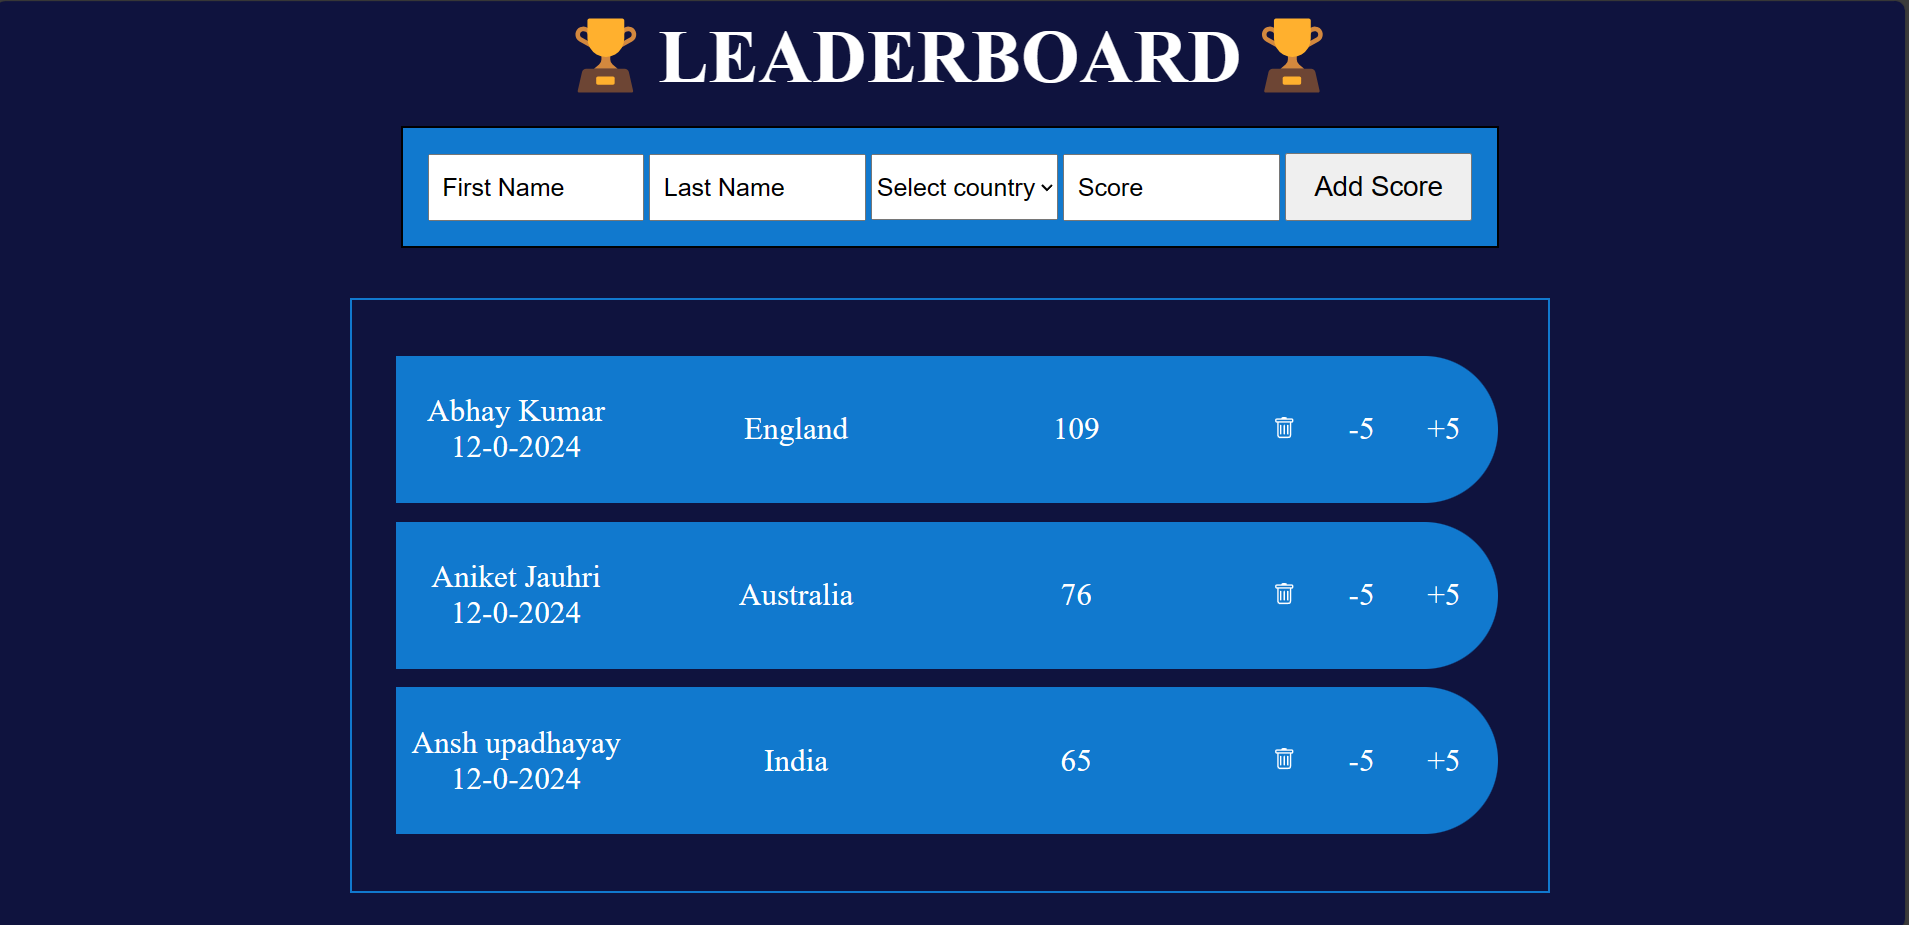 LEADERBOARD
First Name Last Name Select country Score Add Score
Abhay Kumar
12-0-2024
England 109 -5 +5
Aniket Jauhri
12-0-2024
Australia 76 -5 +5
Ansh upadhayay
12-0-2024
India 65 -5 +5